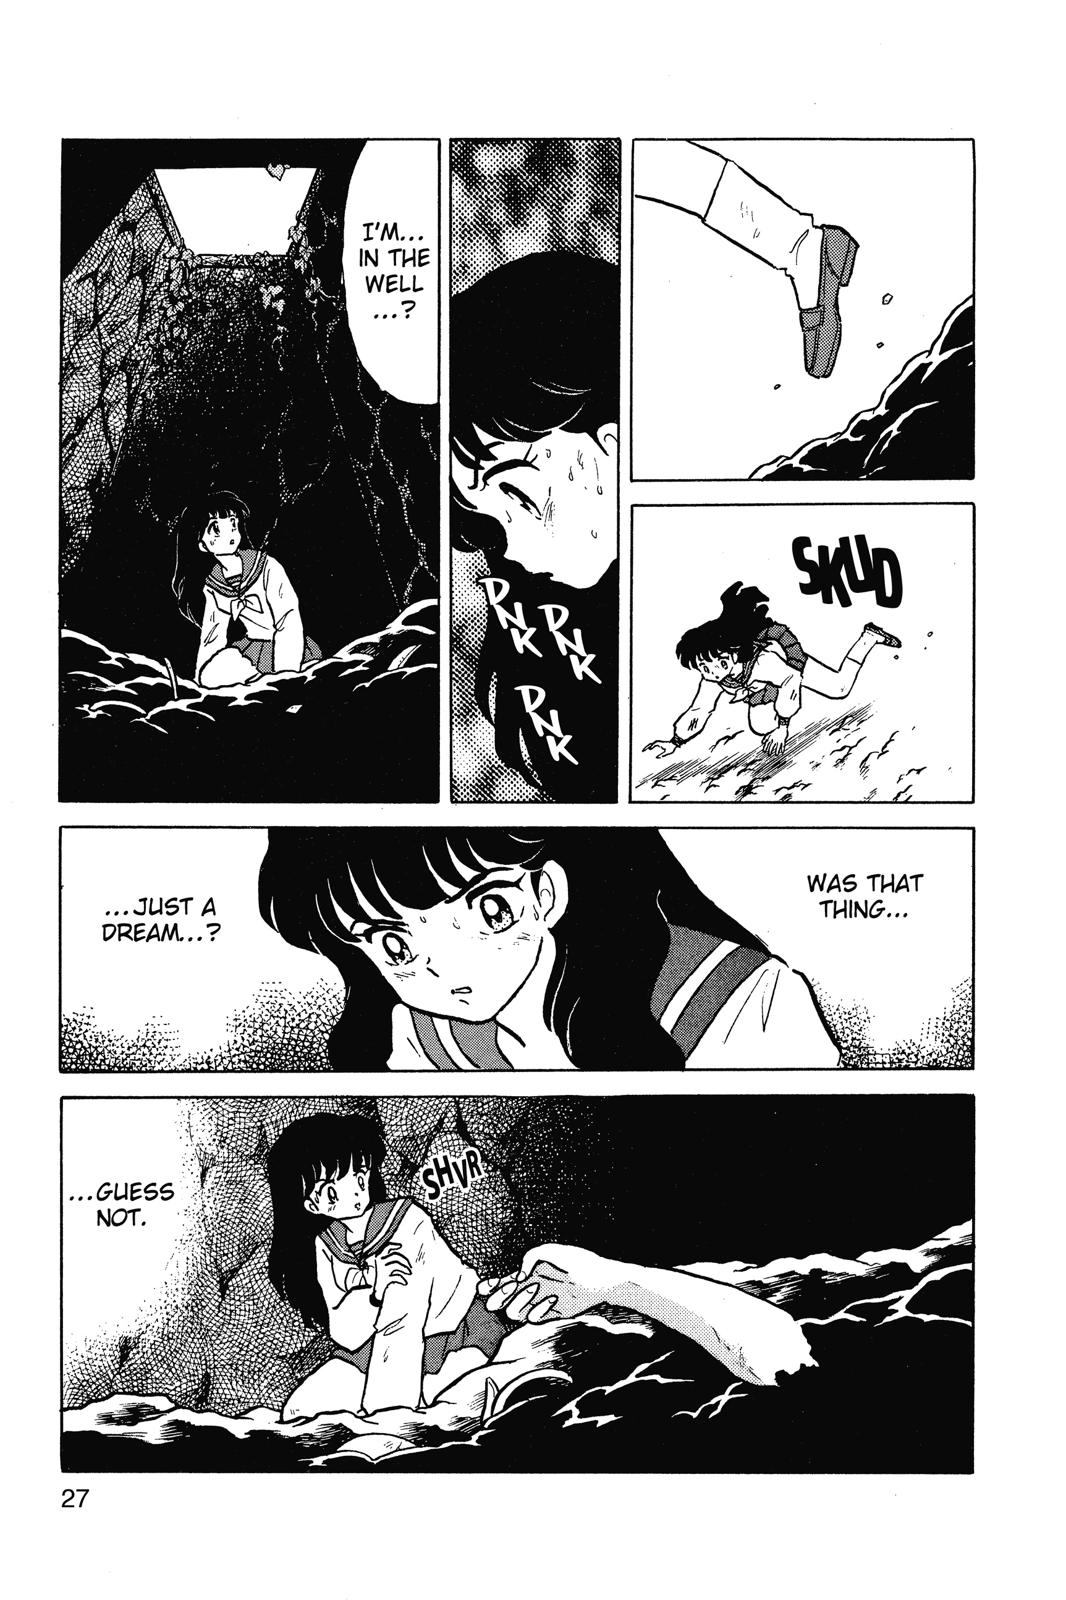 SKUD
DNK
DNK
DNK
I'M...
IN THE
WELL
...?
WAS THAT
THING...
...JUST A
DREAM...?
SHVR
...GUESS
NOT.
27